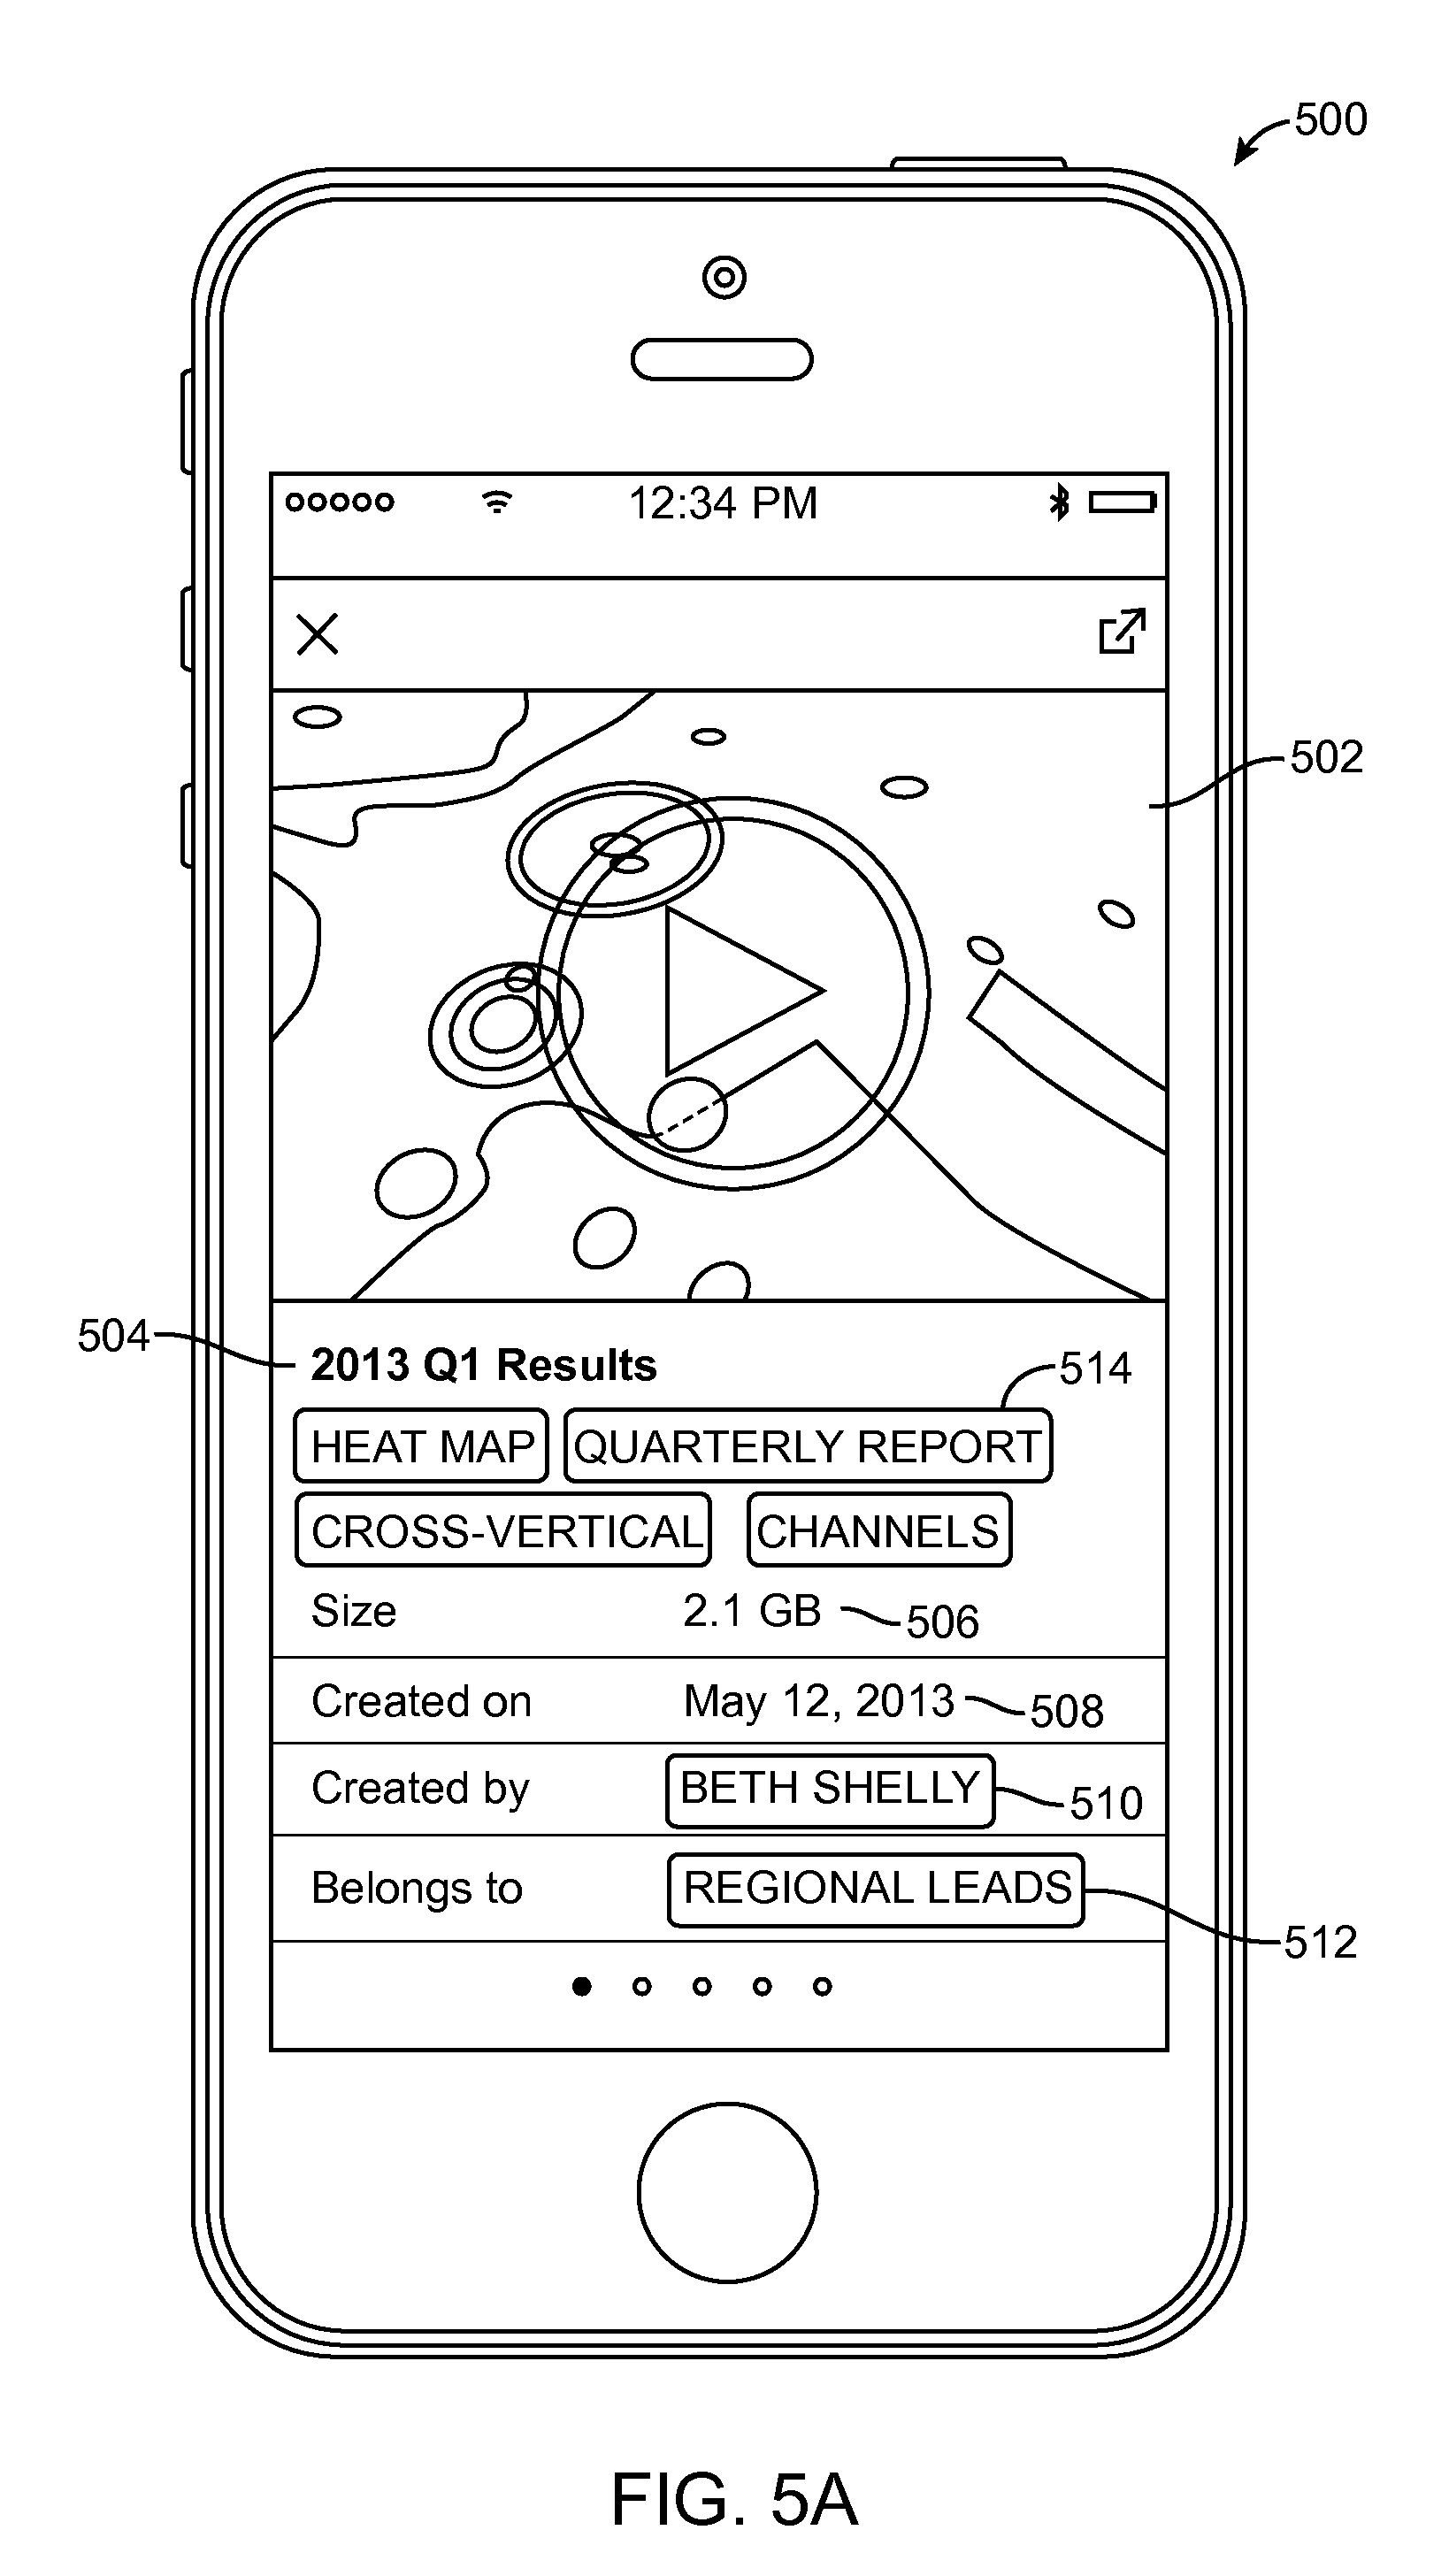 500
12:34 PM
502
504
2013 Q1 Results
514
HEAT MAP QUARTERLY REPORT
CROSS-VERTICAL CHANNELS
Size 2.1 GB 506
Created on May 12, 2013 508
Created by BETH SHELLY 510
Belongs to REGIONAL LEADS
512
FIG. 5A